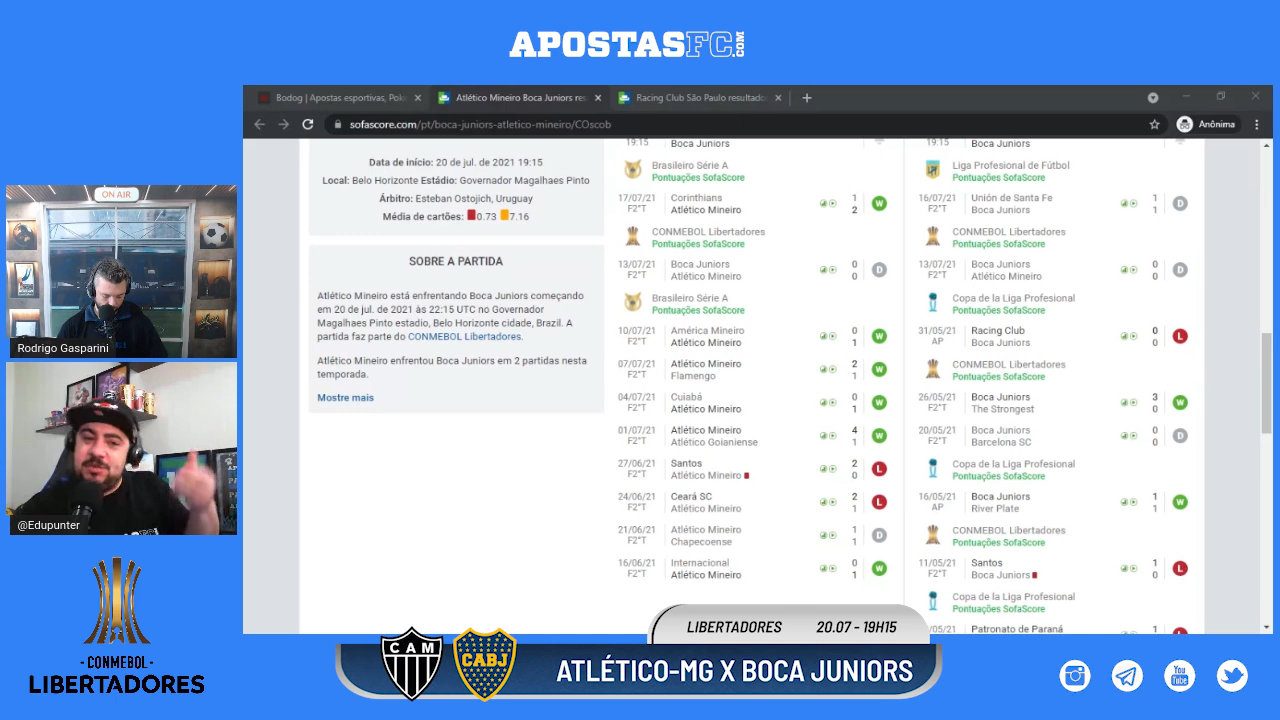 APOSTASFC.COM
Bodog | Apostas esportivas, Pok
Atlético Mineiro Boca Juniors res
Racing Club São Paulo resultado
sofascore.com/pt/boca-juniors-atletico-mineiro/COscob
Anônima
ON AIR
Rodrigo Gasparini
@Edupunter
- CONMEBOL -
LIBERTADORES
Data de início: 20 de jul. de 2021 19:15
Local: Belo Horizonte Estádio: Governador Magalhaes Pinto
Árbitro: Esteban Ostojich, Uruguay
Média de cartões: 0.73 7.16
SOBRE A PARTIDA
Atlético Mineiro está enfrentando Boca Juniors começando
em 20 de jul. de 2021 às 22:15 UTC no Governador
Magalhaes Pinto estadio, Belo Horizonte cidade, Brazil. A
partida faz parte do CONMEBOL Libertadores.
Atlético Mineiro enfrentou Boca Juniors em 2 partidas nesta
temporada.
Mostre mais
19:15 Boca Juniors
Brasileiro Série A
Pontuações SofaScore
17/07/21 Corinthians 1
F2°T Atlético Mineiro 2 W
CONMEBOL Libertadores
Pontuações SofaScore
13/07/21 Boca Juniors 0
F2°T Atlético Mineiro 0 D
Brasileiro Série A
Pontuações SofaScore
10/07/21 América Mineiro 0
F2°T Atlético Mineiro 1 W
07/07/21 Atlético Mineiro 2
F2°T Flamengo 1 W
04/07/21 Cuiabá 0
F2°T Atlético Mineiro 1 W
01/07/21 Atlético Mineiro 4
F2°T Atlético Goianiense 1 W
27/06/21 Santos 2
F2°T Atlético Mineiro 0 L
24/06/21 Ceará SC 2
F2°T Atlético Mineiro 1 L
21/06/21 Atlético Mineiro 1
F2°T Chapecoense 1 D
16/06/21 Internacional 0
F2°T Atlético Mineiro 1 W
19:15 Boca Juniors
Liga Profesional de Fútbol
Pontuações SofaScore
16/07/21 Unión de Santa Fe 1
F2°T Boca Juniors 1 D
CONMEBOL Libertadores
Pontuações SofaScore
13/07/21 Boca Juniors 0
F2°T Atlético Mineiro 0 D
Copa de la Liga Profesional
Pontuações SofaScore
31/05/21 Racing Club 0
AP Boca Juniors 0 L
CONMEBOL Libertadores
Pontuações SofaScore
26/05/21 Boca Juniors 3
F2°T The Strongest 0 W
20/05/21 Boca Juniors 0
F2°T Barcelona SC 0 D
Copa de la Liga Profesional
Pontuações SofaScore
16/05/21 Boca Juniors 1
AP River Plate 1 W
CONMEBOL Libertadores
Pontuações SofaScore
11/05/21 Santos 1
F2°T Boca Juniors 0 L
Copa de la Liga Profesional
Pontuações SofaScore
/05/21 Patronato de Paraná 1
LIBERTADORES 20.07 - 19H15
CAM
CABJ
ATLÉTICO-MG X BOCA JUNIORS
You
Tube